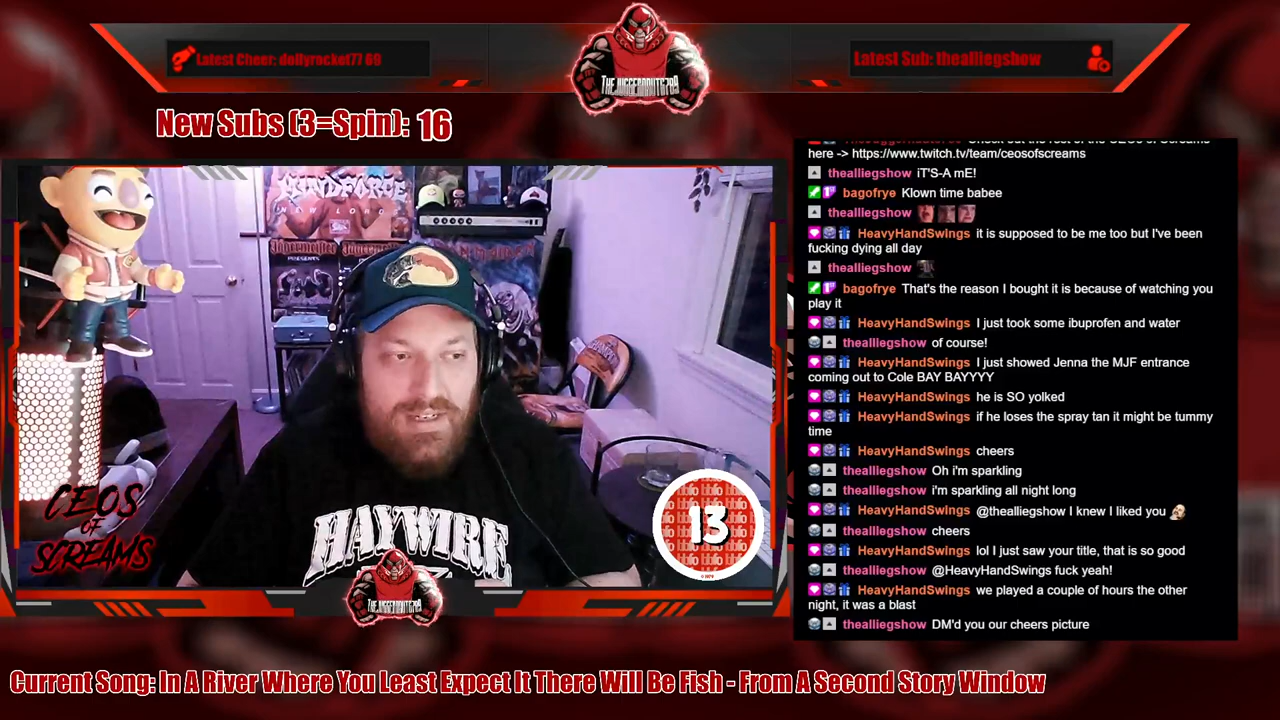 Latest Cheer: dollyrocket77 69
THEJUGGERNAUT6789
Latest Sub: thealliegshow
New Subs (3=Spin): 16
here -> https://www.twitch.tv/team/ceosofscreams
thealliegshow iT'S-A mE!
bagofrye Klown time babee
thealliegshow
HeavyHandSwings it is supposed to be me too but I've been
fucking dying all day
thealliegshow
bagofrye That's the reason I bought it is because of watching you
play it
HeavyHandSwings I just took some ibuprofen and water
thealliegshow of course!
HeavyHandSwings I just showed Jenna the MJF entrance
coming out to Cole BAY BAYYYY
HeavyHandSwings he is SO yolked
HeavyHandSwings if he loses the spray tan it might be tummy
time
HeavyHandSwings cheers
thealliegshow Oh i'm sparkling
thealliegshow i'm sparkling all night long
HeavyHandSwings @thealliegshow I knew I liked you
thealliegshow cheers
HeavyHandSwings lol I just saw your title, that is so good
thealliegshow @HeavyHandSwings fuck yeah!
HeavyHandSwings we played a couple of hours the other
night, it was a blast
thealliegshow DM'd you our cheers picture
MINDFORCE
NEW LORD
Jägermeister
CEOS
OF
SCREAMS
HAYWIRE
13
Current Song: In A River Where You Least Expect It There Will Be Fish - From A Second Story Window